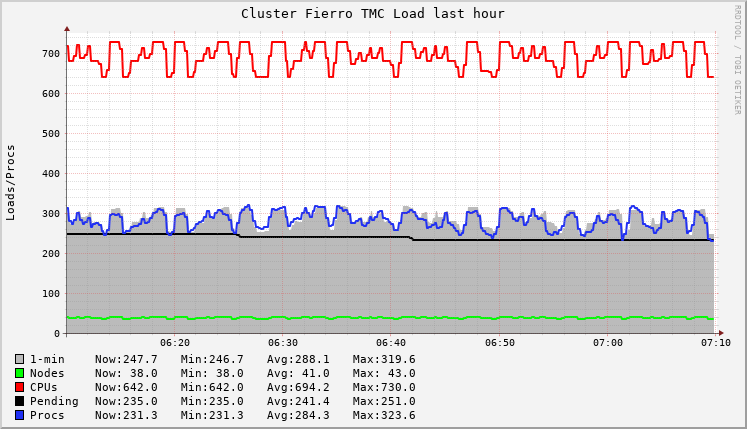 Cluster Fierro TMC Load last hour
RRDTOOL / TOBI OETIKER
Loads/Procs
700
600
500
400
300
200
100
0
06:20 06:30 06:40 06:50 07:00 07:10
1-min Now:247.7 Min:246.7 Avg:288.1 Max:319.6
Nodes Now: 38.0 Min: 38.0 Avg: 41.0 Max: 43.0
CPUs Now:642.0 Min:642.0 Avg:694.2 Max:730.0
Pending Now:235.0 Min:235.0 Avg:241.4 Max:251.0
Procs Now:231.3 Min:231.3 Avg:284.3 Max:323.6